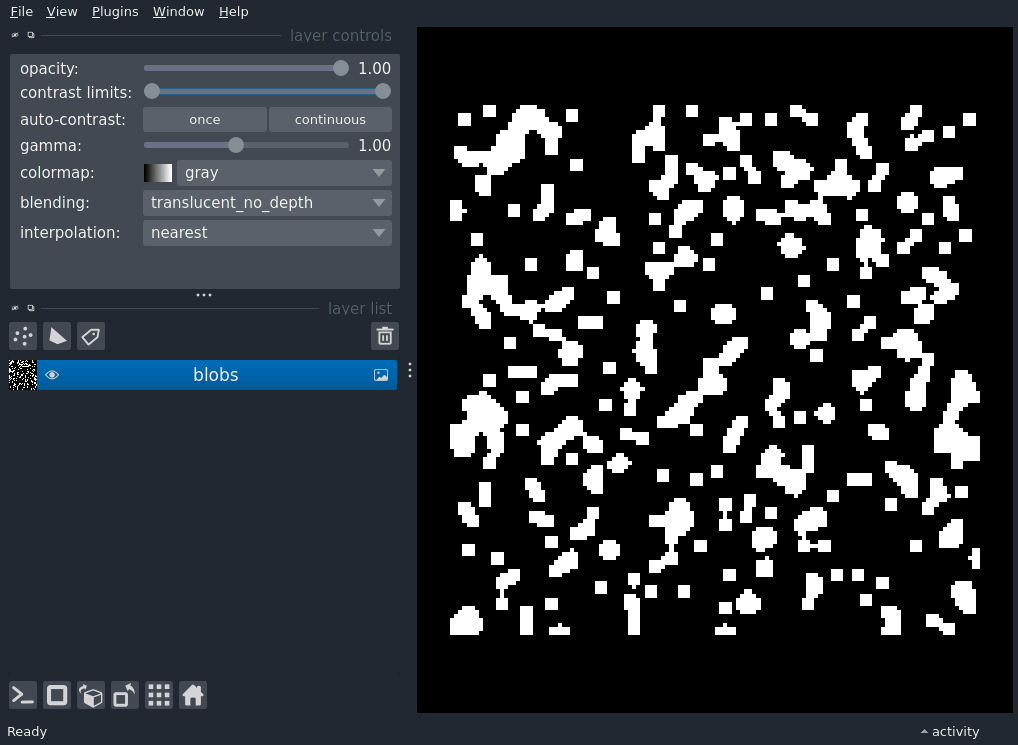 File View Plugins Window Help
layer controls
opacity: 1.00
contrast limits:
auto-contrast: once continuous
gamma: 1.00
colormap: gray
blending: translucent_no_depth
interpolation: nearest
layer list
blobs
Ready activity